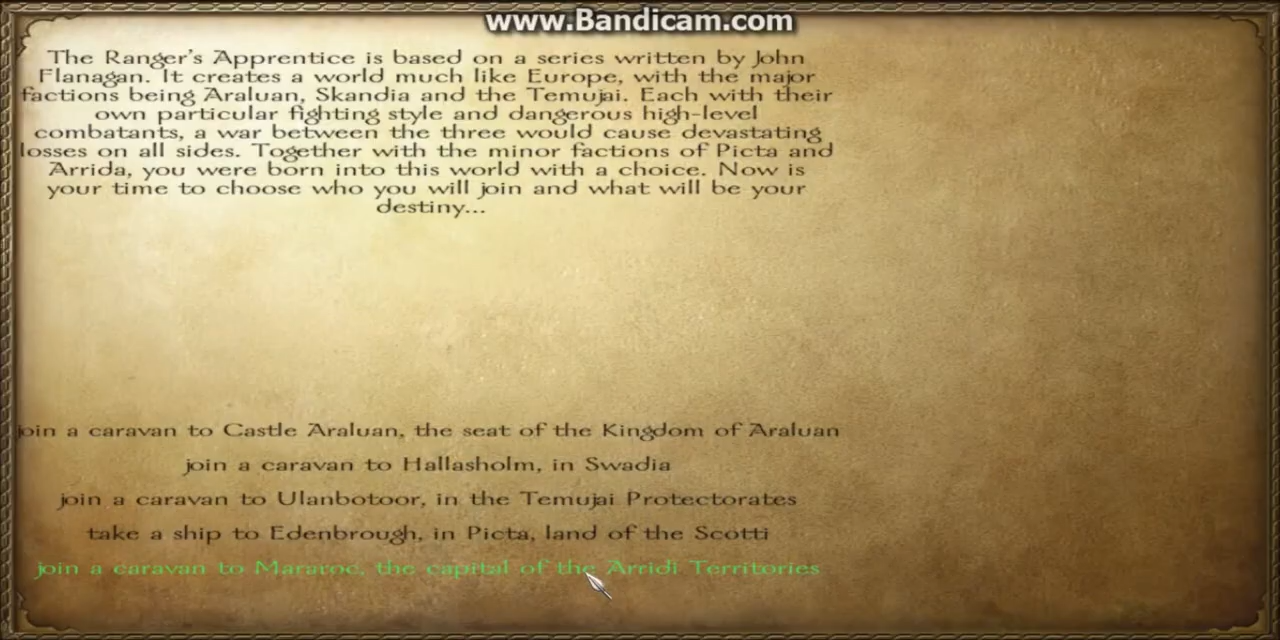 www.Bandicam.com
The Ranger's Apprentice is based on a series written by John
Flanagan. It creates a world much like Europe, with the major
factions being Araluan, Skandia and the Temujai. Each with their
own particular fighting style and dangerous high-level
combatants, a war between the three would cause devastating
losses on all sides. Together with the minor factions of Picta and
Arrida, you were born into this world with a choice. Now is
your time to choose who you will join and what will be your
destiny...
join a caravan to Castle Araluan, the seat of the Kingdom of Araluan
join a caravan to Hallasholm, in Swadia
join a caravan to Ulanbotoor, in the Temujai Protectorates
take a ship to Edenbrough, in Picta, land of the Scotti
join a caravan to Mararoc, the capital of the Arridi Territories